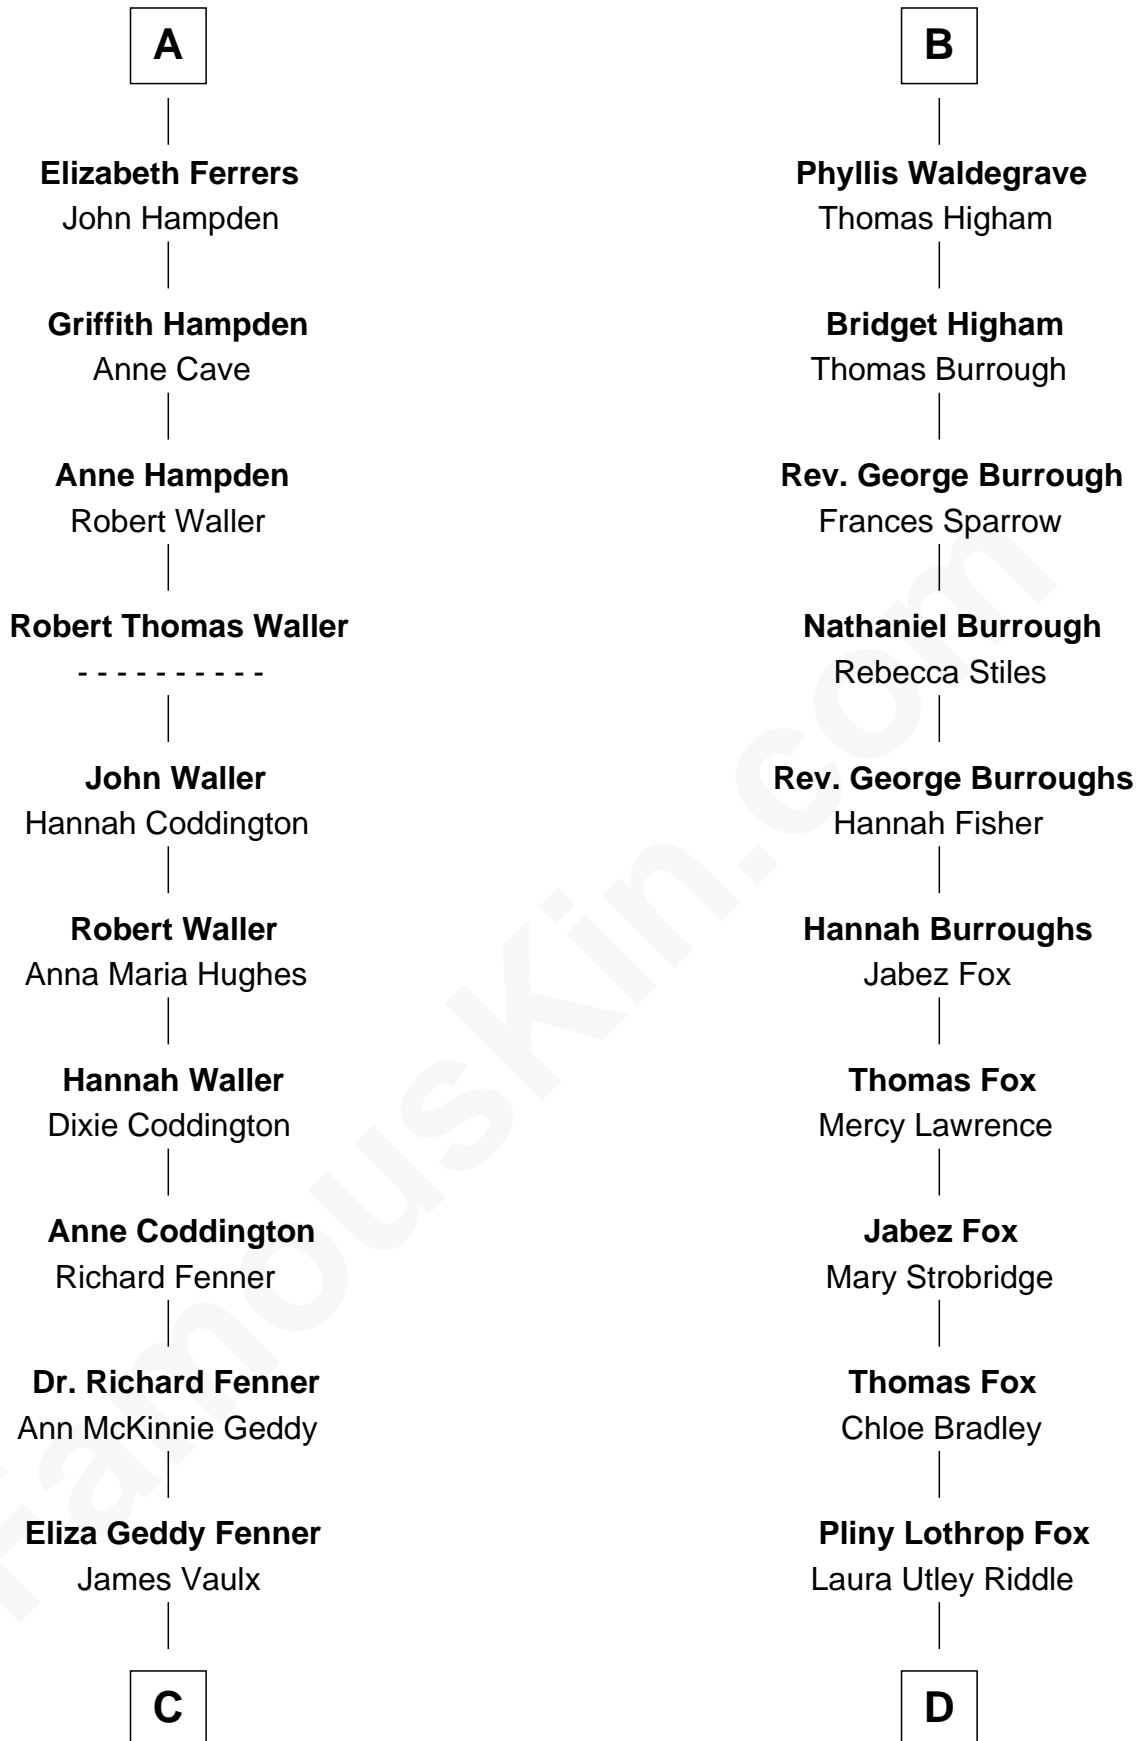 A
Elizabeth Ferrers
John Hampden
Griffith Hampden
Anne Cave
Anne Hampden
Robert Waller
Robert Thomas Waller
- - - - - - - - - -
John Waller
Hannah Coddington
Robert Waller
Anna Maria Hughes
Hannah Waller
Dixie Coddington
Anne Coddington
Richard Fenner
Dr. Richard Fenner
Ann McKinnie Geddy
Eliza Geddy Fenner
James Vaulx
C
B
Phyllis Waldegrave
Thomas Higham
Bridget Higham
Thomas Burrough
Rev. George Burrough
Frances Sparrow
Nathaniel Burrough
Rebecca Stiles
Rev. George Burroughs
Hannah Fisher
Hannah Burroughs
Jabez Fox
Thomas Fox
Mercy Lawrence
Jabez Fox
Mary Strobridge
Thomas Fox
Chloe Bradley
Pliny Lothrop Fox
Laura Utley Riddle
D
FamousKin.com